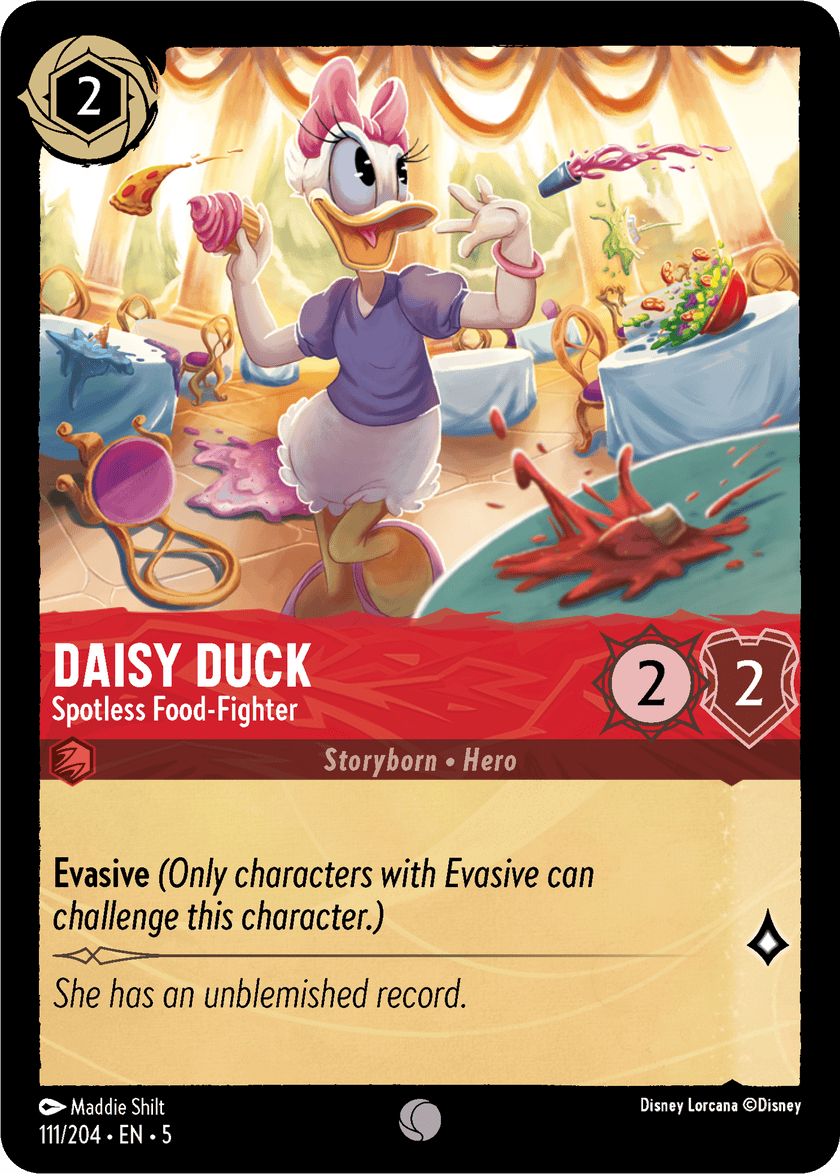 2
DAISY DUCK
Spotless Food-Fighter
2
2
Storyborn • Hero
Evasive (Only characters with Evasive can
challenge this character.)
She has an unblemished record.
Maddie Shilt
111/204 • EN • 5
Disney Lorcana ©Disney